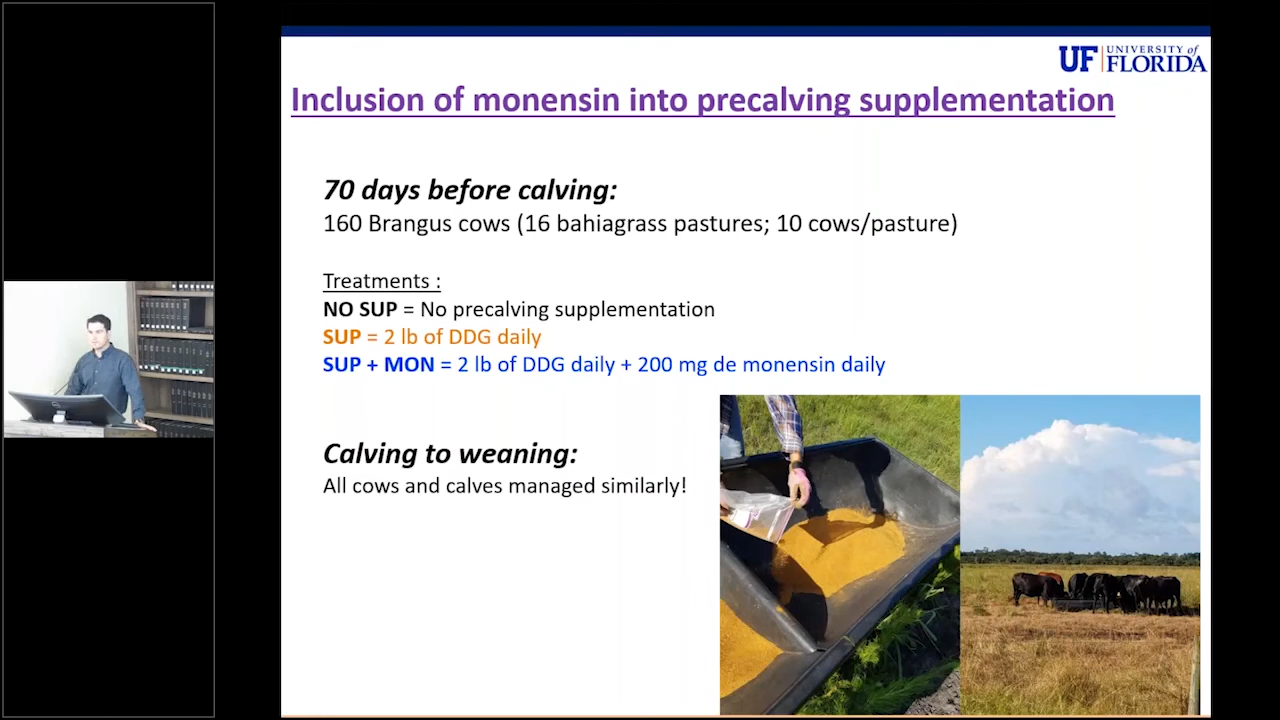 UF UNIVERSITY of
FLORIDA
Inclusion of monensin into precalving supplementation
70 days before calving:
160 Brangus cows (16 bahiagrass pastures; 10 cows/pasture)
Treatments :
NO SUP = No precalving supplementation
SUP = 2 lb of DDG daily
SUP + MON = 2 lb of DDG daily + 200 mg de monensin daily
Calving to weaning:
All cows and calves managed similarly!